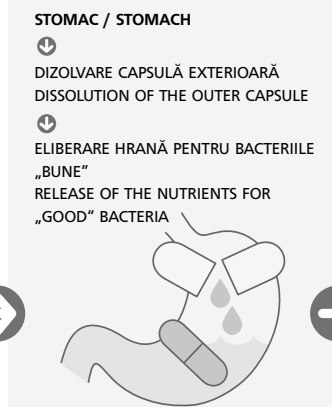 STOMAC / STOMACH
DIZOLVARE CAPSULĂ EXTERIOARĂ
DISSOLUTION OF THE OUTER CAPSULE
ELIBERARE HRANĂ PENTRU BACTERIILE
„BUNE”
RELEASE OF THE NUTRIENTS FOR
„GOOD“ BACTERIA